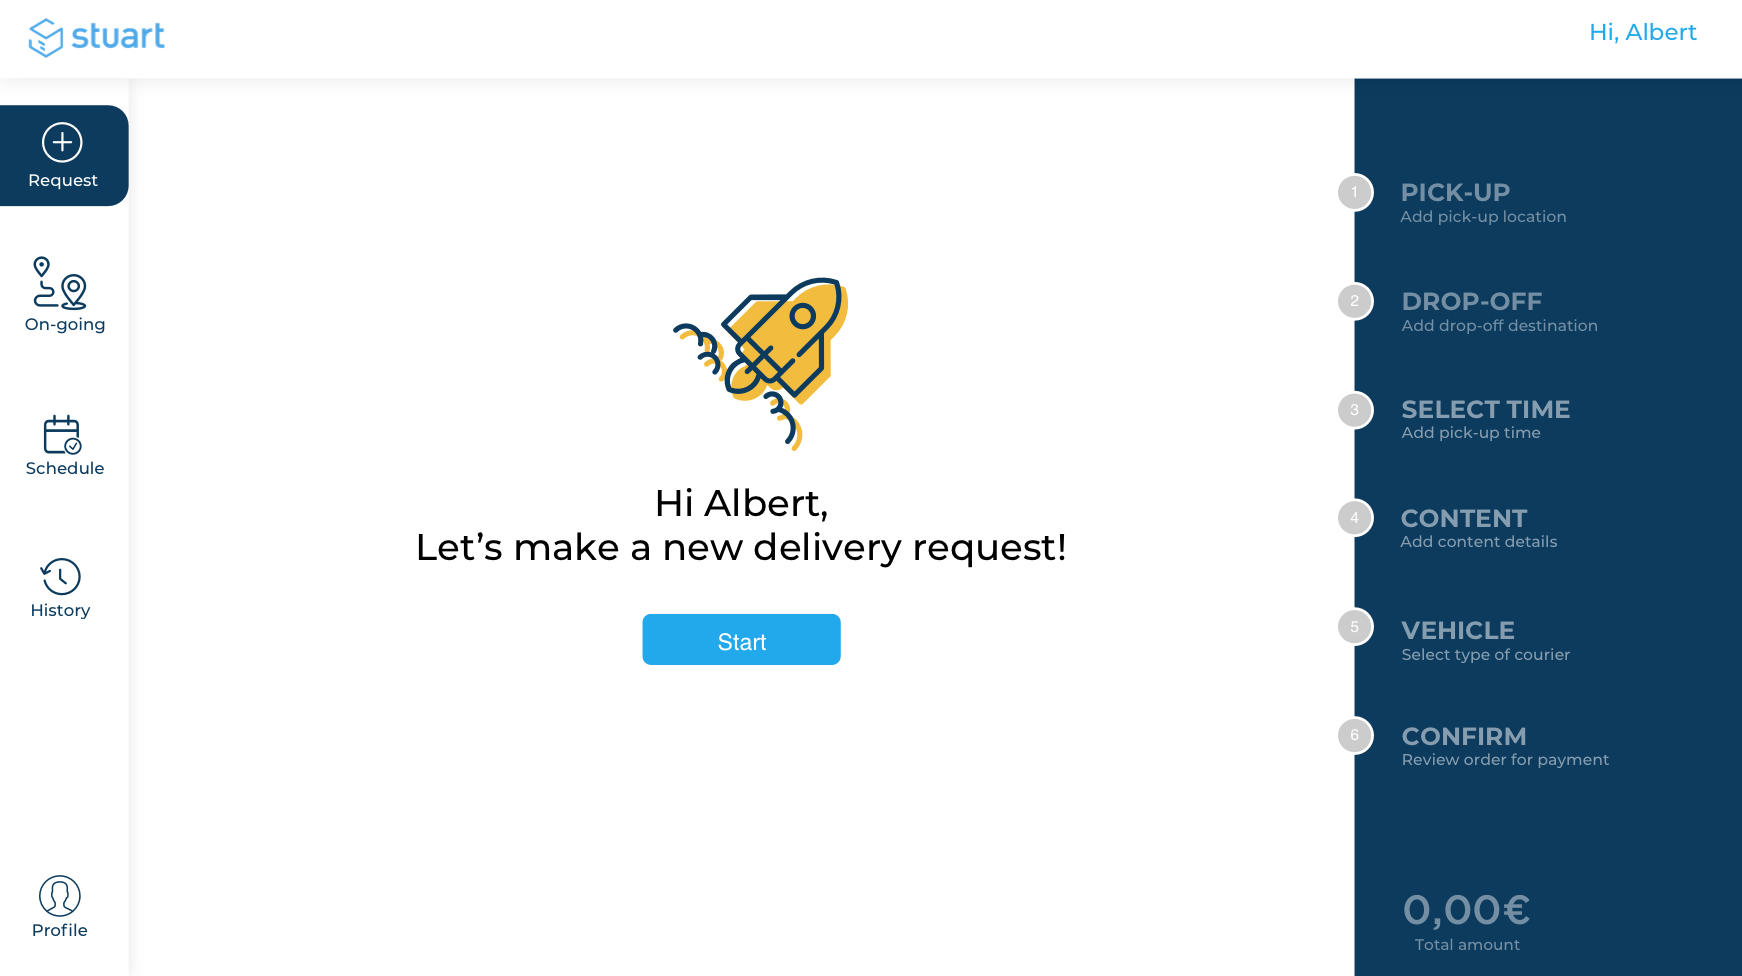 stuart
Hi, Albert
Request
On-going
Schedule
History
Profile
Hi Albert,
Let’s make a new delivery request!
Start
1
PICK-UP
Add pick-up location
2
DROP-OFF
Add drop-off destination
3
SELECT TIME
Add pick-up time
4
CONTENT
Add content details
5
VEHICLE
Select type of courier
6
CONFIRM
Review order for payment
0,00€
Total amount